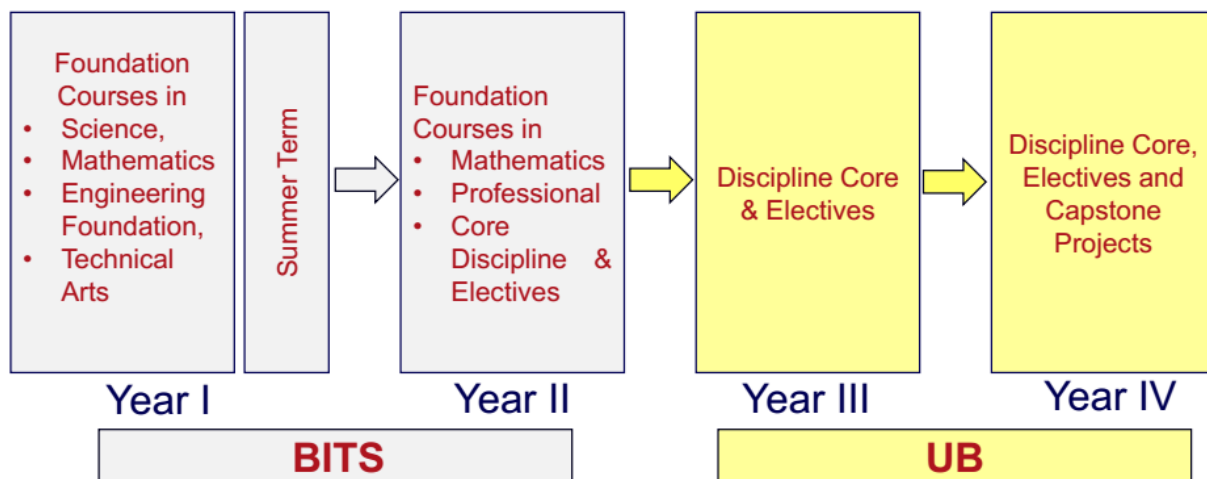 Foundation
Courses in
• Science,
• Mathematics
• Engineering
Foundation,
• Technical
Arts
Summer Term
Foundation
Courses in
• Mathematics
• Professional
• Core
Discipline &
Electives
Discipline Core
& Electives
Discipline Core,
Electives and
Capstone
Projects
Year I
Year II
Year III
Year IV
BITS
UB